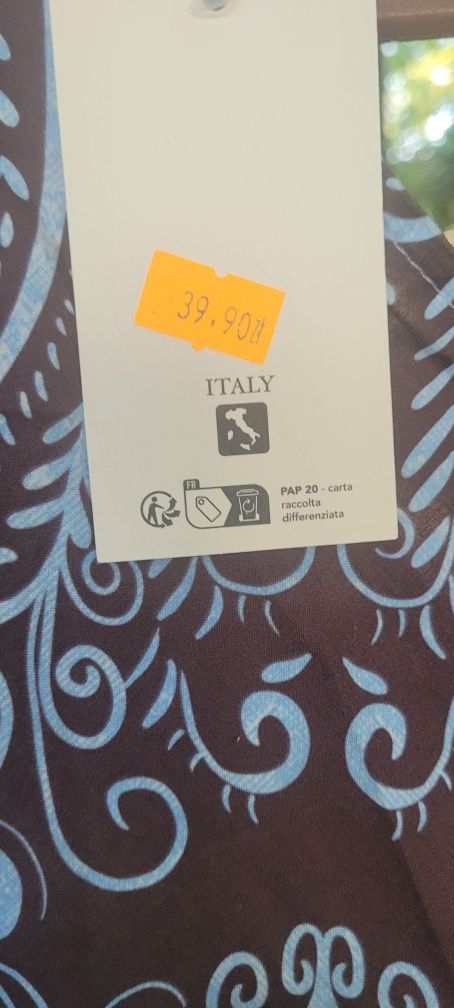 39.90zł
ITALY
FR
PAP 20 - carta
raccolta
differenziata